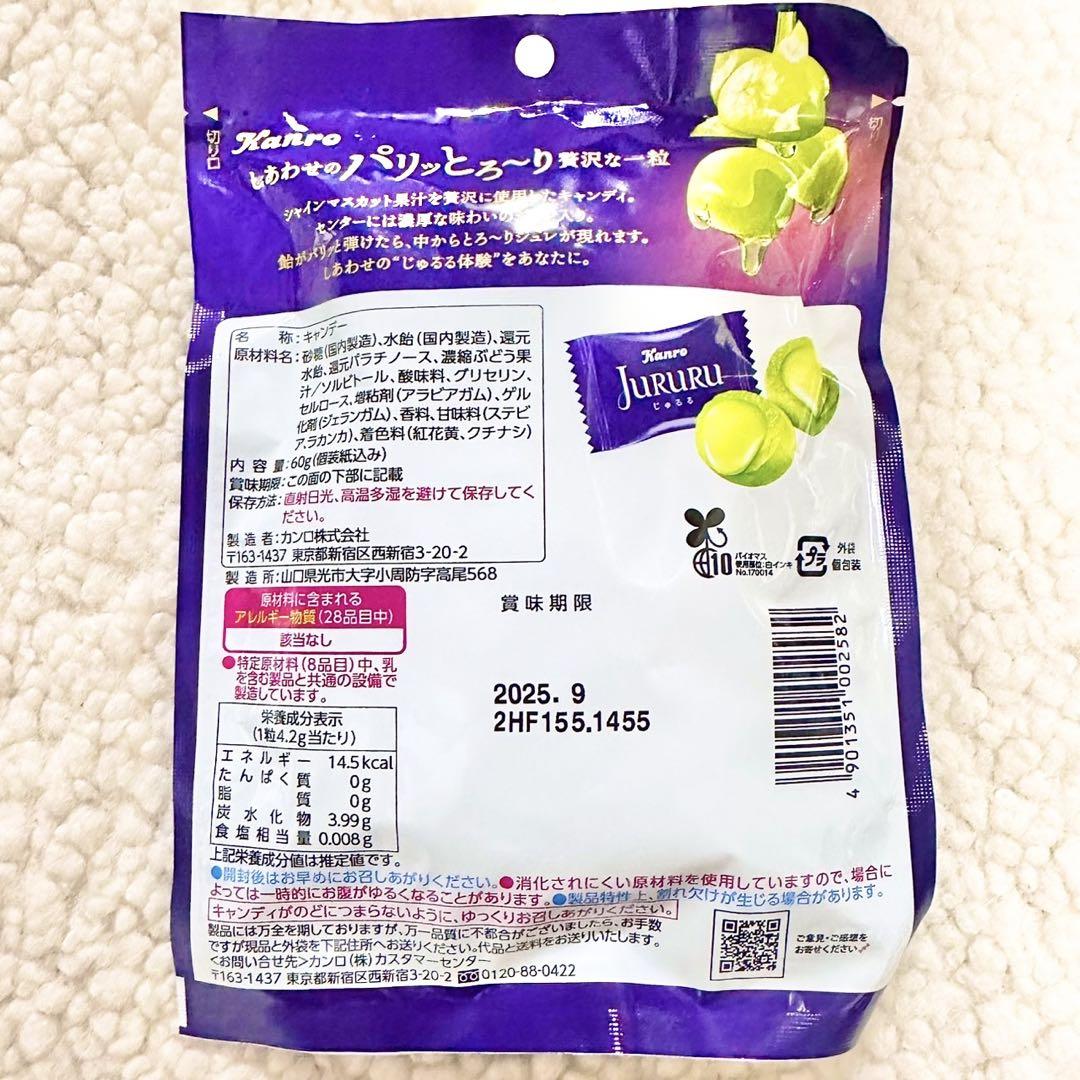 切り口
切り
Kanro
しあわせのパリッとろ〜り贅沢な一粒
シャインマスカット果汁を贅沢に使用したキャンディ。
センターには濃厚な味わいの 入り。
飴がパリッと弾けたら、中からとろ〜りジュレが現れます。
しあわせの“じゅるる体験”をあなたに。
名 称:キャンデー
原材料名:砂糖(国内製造)、水飴(国内製造)、還元
水飴、還元パラチノース、濃縮ぶどう果
汁/ソルビトール、酸味料、グリセリン、
セルロース、増粘剤(アラビアガム)、ゲル
化剤(ジェランガム)、香料、甘味料(ステビ
ア、ラカンカ)、着色料(紅花黄、クチナシ)
内 容 量:60g(個装紙込み)
賞味期限:この面の下部に記載
保存方法:直射日光、高温多湿を避けて保存してく
ださい。
製 造 者:カンロ株式会社
〒163-1437 東京都新宿区西新宿3-20-2
製 造 所:山口県光市大字小周防字高尾568
Kanro
JURURU
じゅるる
10
バイオマス
使用部位:白インキ
No.170014
プラ
外袋
個包装
原材料に含まれる
アレルギー物質(28品目中)
該当なし
●特定原材料(8品目)中、乳
を含む製品と共通の設備で
製造しています。
賞味期限
2025. 9
2HF155.1455
4 901351 002582
栄養成分表示
(1粒4.2g当たり)
エネルギー 14.5kcal
たんぱく質 0g
脂 質 0g
炭水化物 3.99g
食塩相当量 0.008g
上記栄養成分値は推定値です。
●開封後はお早めにお召しあがりください。●消化されにくい原材料を使用していますので、場合に
よっては一時的にお腹がゆるくなることがあります。●製品特性上、割れ欠けが生じる場合があります。
キャンディがのどにつまらないように、ゆっくりお召しあがりください。
製品には万全を期しておりますが、万一品質に不都合がございましたら、お手数
ですが現品と外袋を下記住所へお送りください。代品と送料をお送りいたします。
<お問い合せ先>カンロ(株)カスタマーセンター
〒163-1437 東京都新宿区西新宿3-20-2 0120-88-0422
ご意見・ご感想を
お寄せください